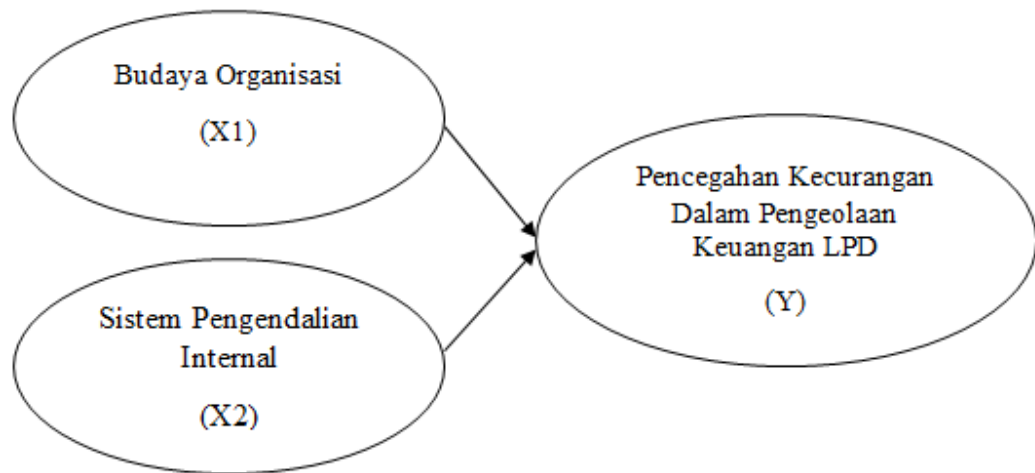 Budaya Organisasi
(X1)
Pencegahan Kecurangan
Dalam Pengeolaan
Keuangan LPD
(Y)
Sistem Pengendalian
Internal
(X2)